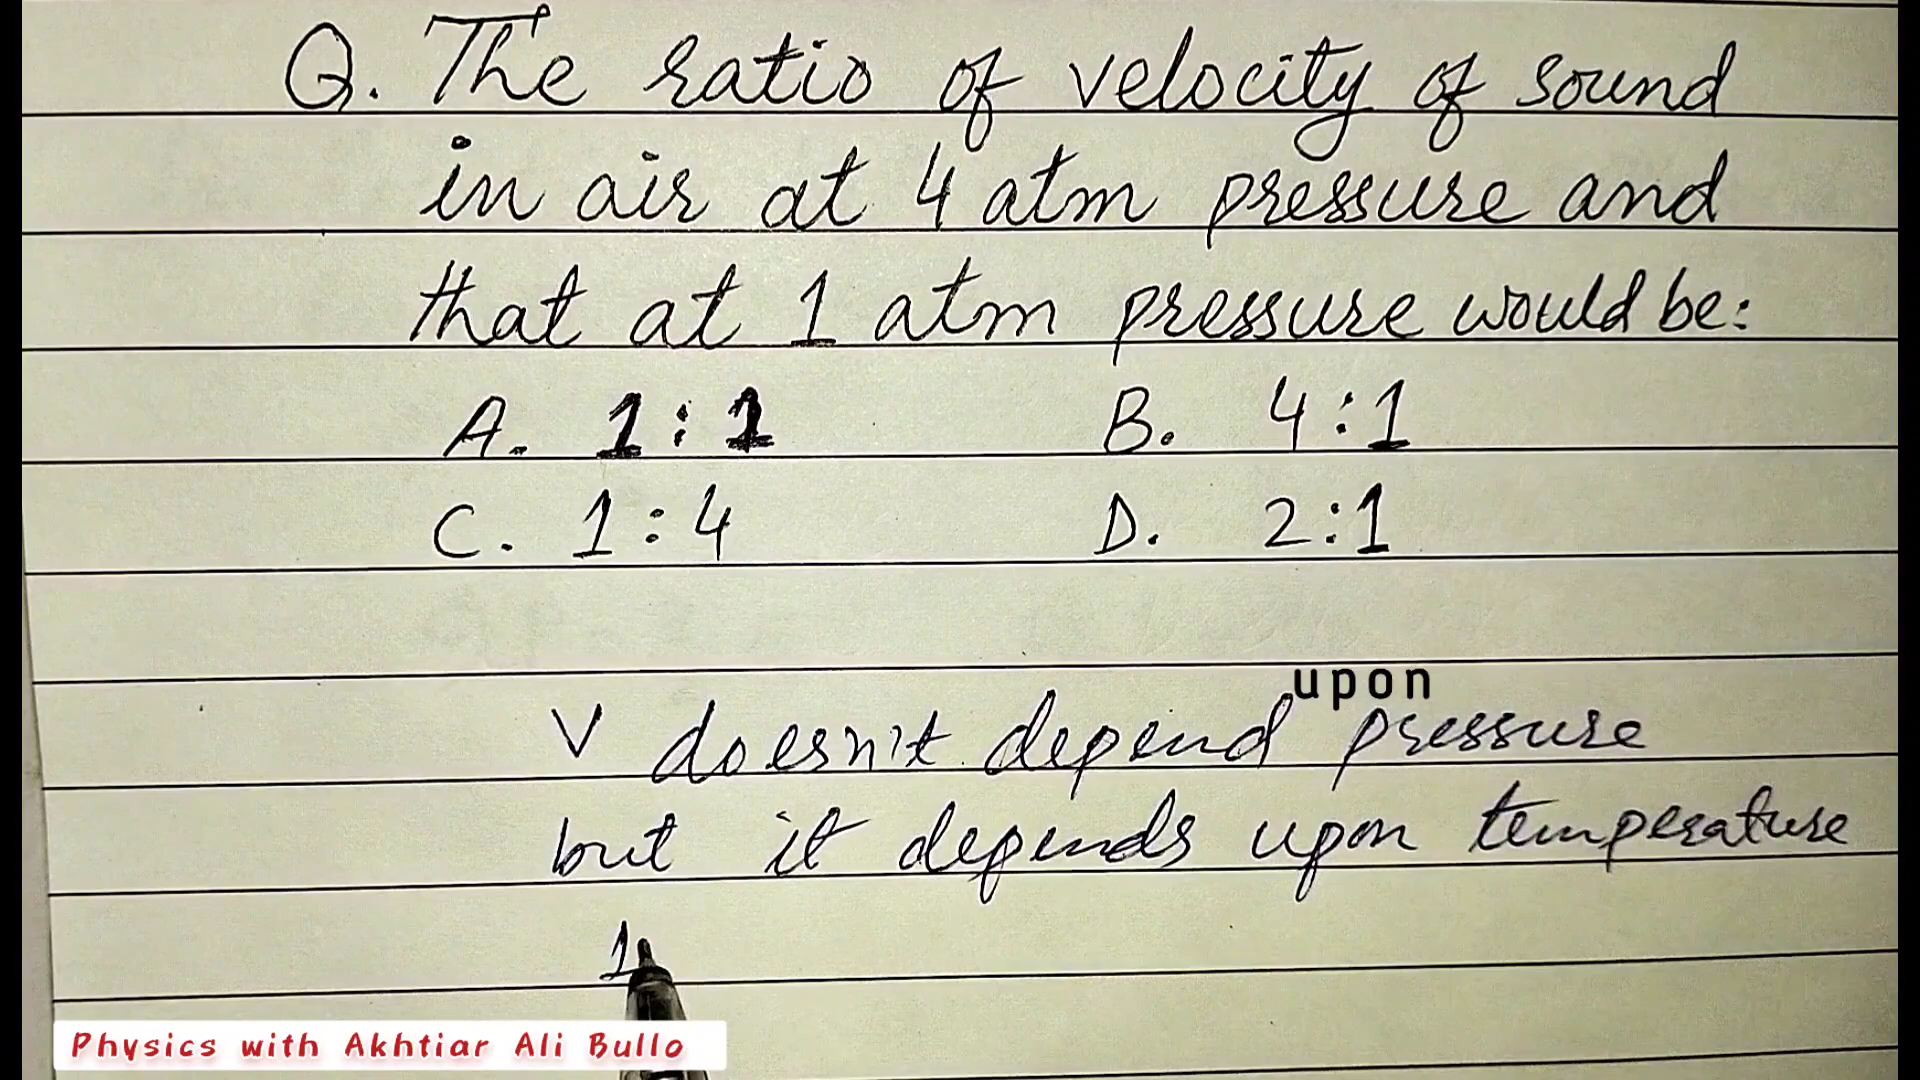 Q. The ratio of velocity of sound
in air at 4 atm pressure and
that at 1 atm pressure would be:
A. 1:1 B. 4:1
C. 1:4 D. 2:1
upon
V doesn't depend pressure
but it depends upon temperature
1
Physics with Akhtiar Ali Bullo